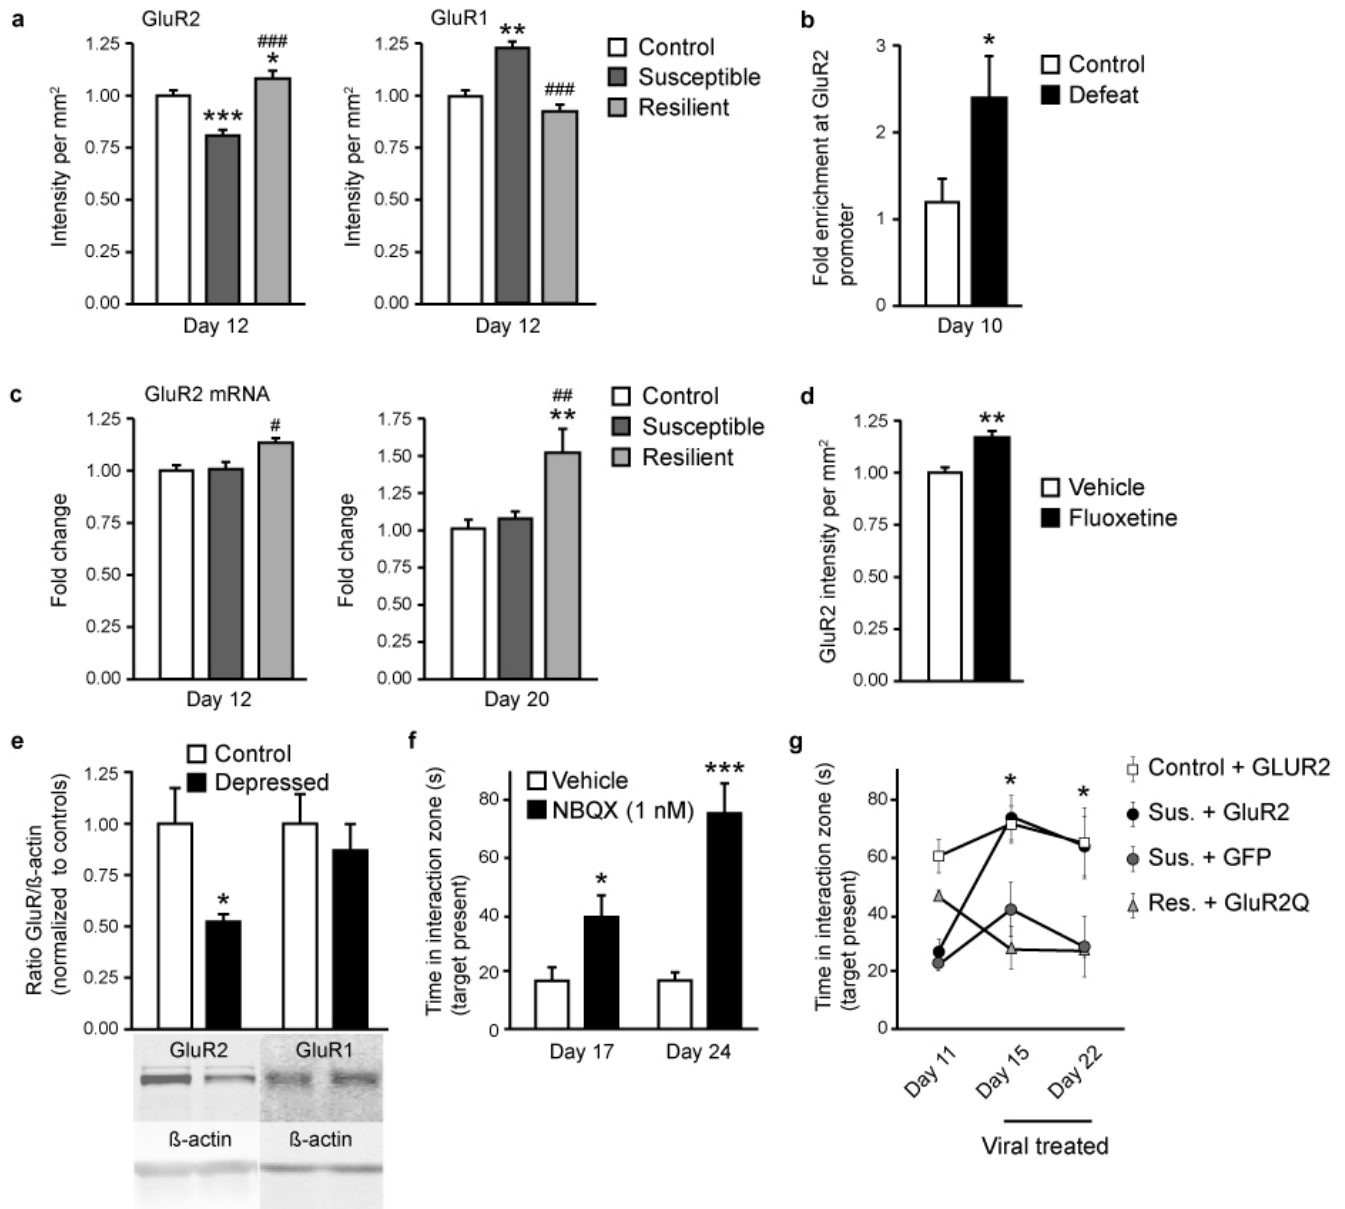 a
GluR2
Intensity per mm²
1.25
1.00
0.75
0.50
0.25
0.00
***
###
*
Day 12
GluR1
Intensity per mm²
1.25
1.00
0.75
0.50
0.25
0.00
**
###
Day 12
Control
Susceptible
Resilient
b
Fold enrichment at GluR2
promoter
3
2
1
0
*
Day 10
Control
Defeat
c
GluR2 mRNA
Fold change
1.25
1.00
0.75
0.50
0.25
0.00
#
Day 12
Fold change
1.75
1.50
1.25
1.00
0.75
0.50
0.25
0.00
##
**
Day 20
Control
Susceptible
Resilient
d
GluR2 intensity per mm²
1.25
1.00
0.75
0.50
0.25
0.00
**
Vehicle
Fluoxetine
e
Ratio GluR/ß-actin
(normalized to controls)
1.25
1.00
0.75
0.50
0.25
0.00
Control
Depressed
*
GluR2 GluR1
ß-actin ß-actin
f
Time in interaction zone (s)
(target present)
80
60
40
20
0
Vehicle
NBQX (1 nM)
*
***
Day 17 Day 24
g
Time in interaction zone (s)
(target present)
80
60
40
20
0
*
*
Day 11
Day 15
Day 22
Viral treated
Control + GLUR2
Sus. + GluR2
Sus. + GFP
Res. + GluR2Q